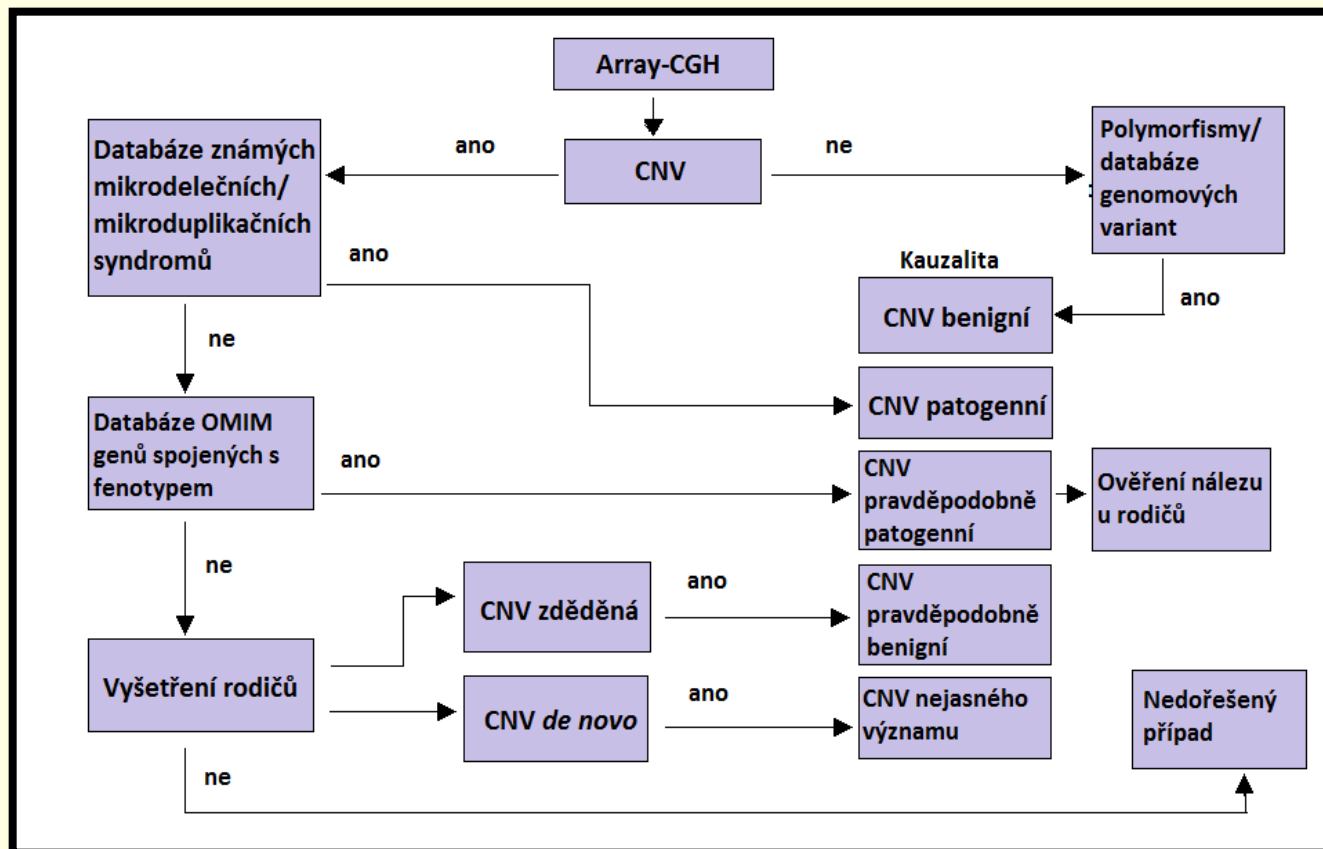 Array-CGH
CNV
ano
ne
Databáze známých
mikrodelečních/
mikroduplikačních
syndromů
Polymorfismy/
databáze
genomových
variant
:
ano
ne
ano
Kauzalita
CNV benigní
CNV patogenní
Databáze OMIM
genů spojených s
fenotypem
ano
ne
CNV
pravděpodobně
patogenní
Ověření nálezu
u rodičů
Vyšetření rodičů
CNV zděděná
ano
CNV
pravděpodobně
benigní
CNV de novo
ano
CNV nejasného
významu
ne
Nedořešený
případ